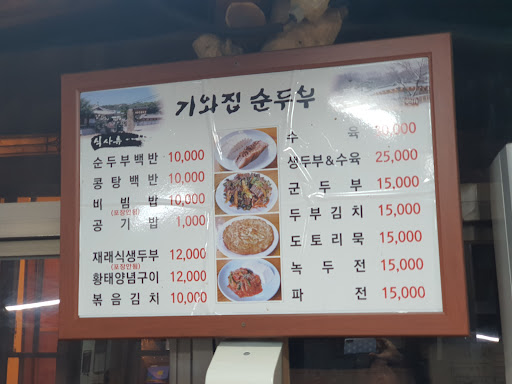 기와집 순두부
식사류
순두부백반 10,000
콩탕백반 10,000
비빔밥 10,000
(포장안됨)
공기밥 1,000
재래식생두부 12,000
(포장안됨)
황태양념구이 12,000
볶음김치 10,000
수육
생두부&수육 25,000
군두부 15,000
두부김치 15,000
도토리묵 15,000
녹두전 15,000
파전 15,000